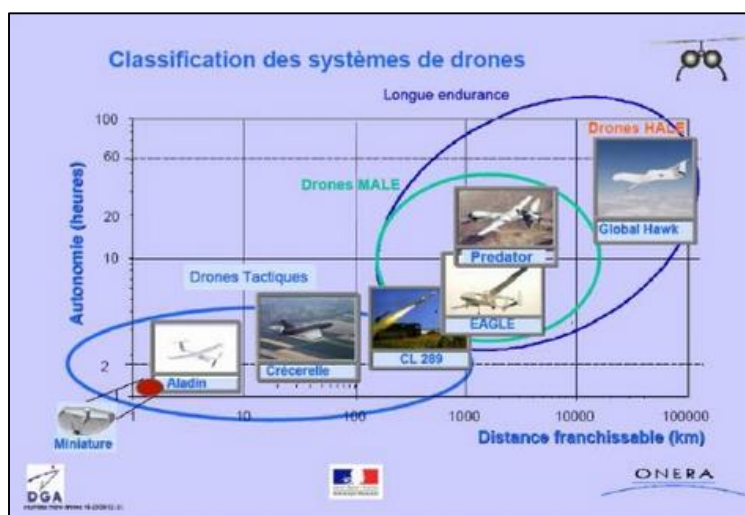 Classification des systèmes de drones
Longue endurance
Autonomie (heures)
100
60
20
10
2
Drones HALE
Drones MALE
Global Hawk
Predator
Drones Tactiques
EAGLE
CL 289
Crécerelle
Aladin
Miniature
1
10
100
1000
10000
100000
Distance franchissable (km)
DGA
ONERA